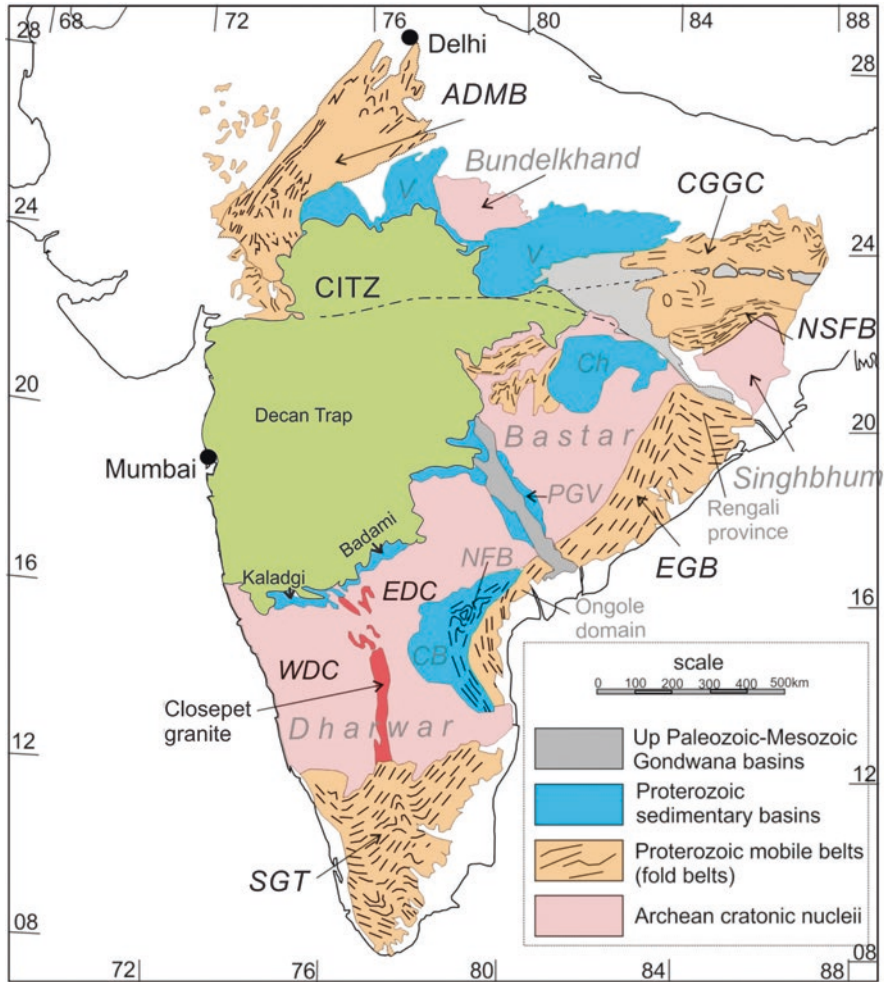 68
72
76
80
84
88
28
Delhi
28
ADMB
Bundelkhand
CGGC
V
24
V
24
CITZ
NSFB
Ch
20
Decan Trap
Bastar
20
Mumbai
Singhbhum
PGV
Rengali
province
Badami
NFB
16
Kaladgi
EDC
EGB
16
Ongole
domain
CB
WDC
scale
0 100 200 300 400 500km
Closepet
granite
Dharwar
Up Paleozoic-Mesozoic
Gondwana basins
12
12
Proterozoic
sedimentary basins
Proterozoic mobile belts
(fold belts)
SGT
Archean cratonic nucleii
08
08
72
76
80
84
88